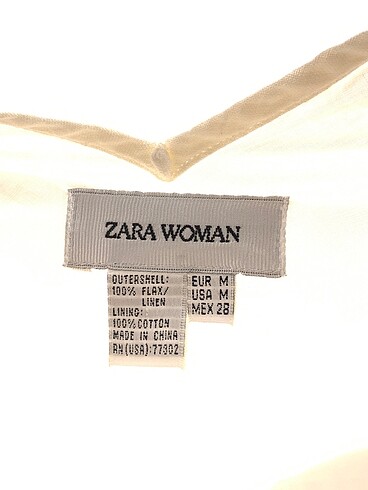 ZARA WOMAN
OUTERSHELL:
100% FLAX/
LINEN
LINING:
100%COTTON
MADE IN CHINA
RN(USA):77302
EUR M
USA M
MEX 28